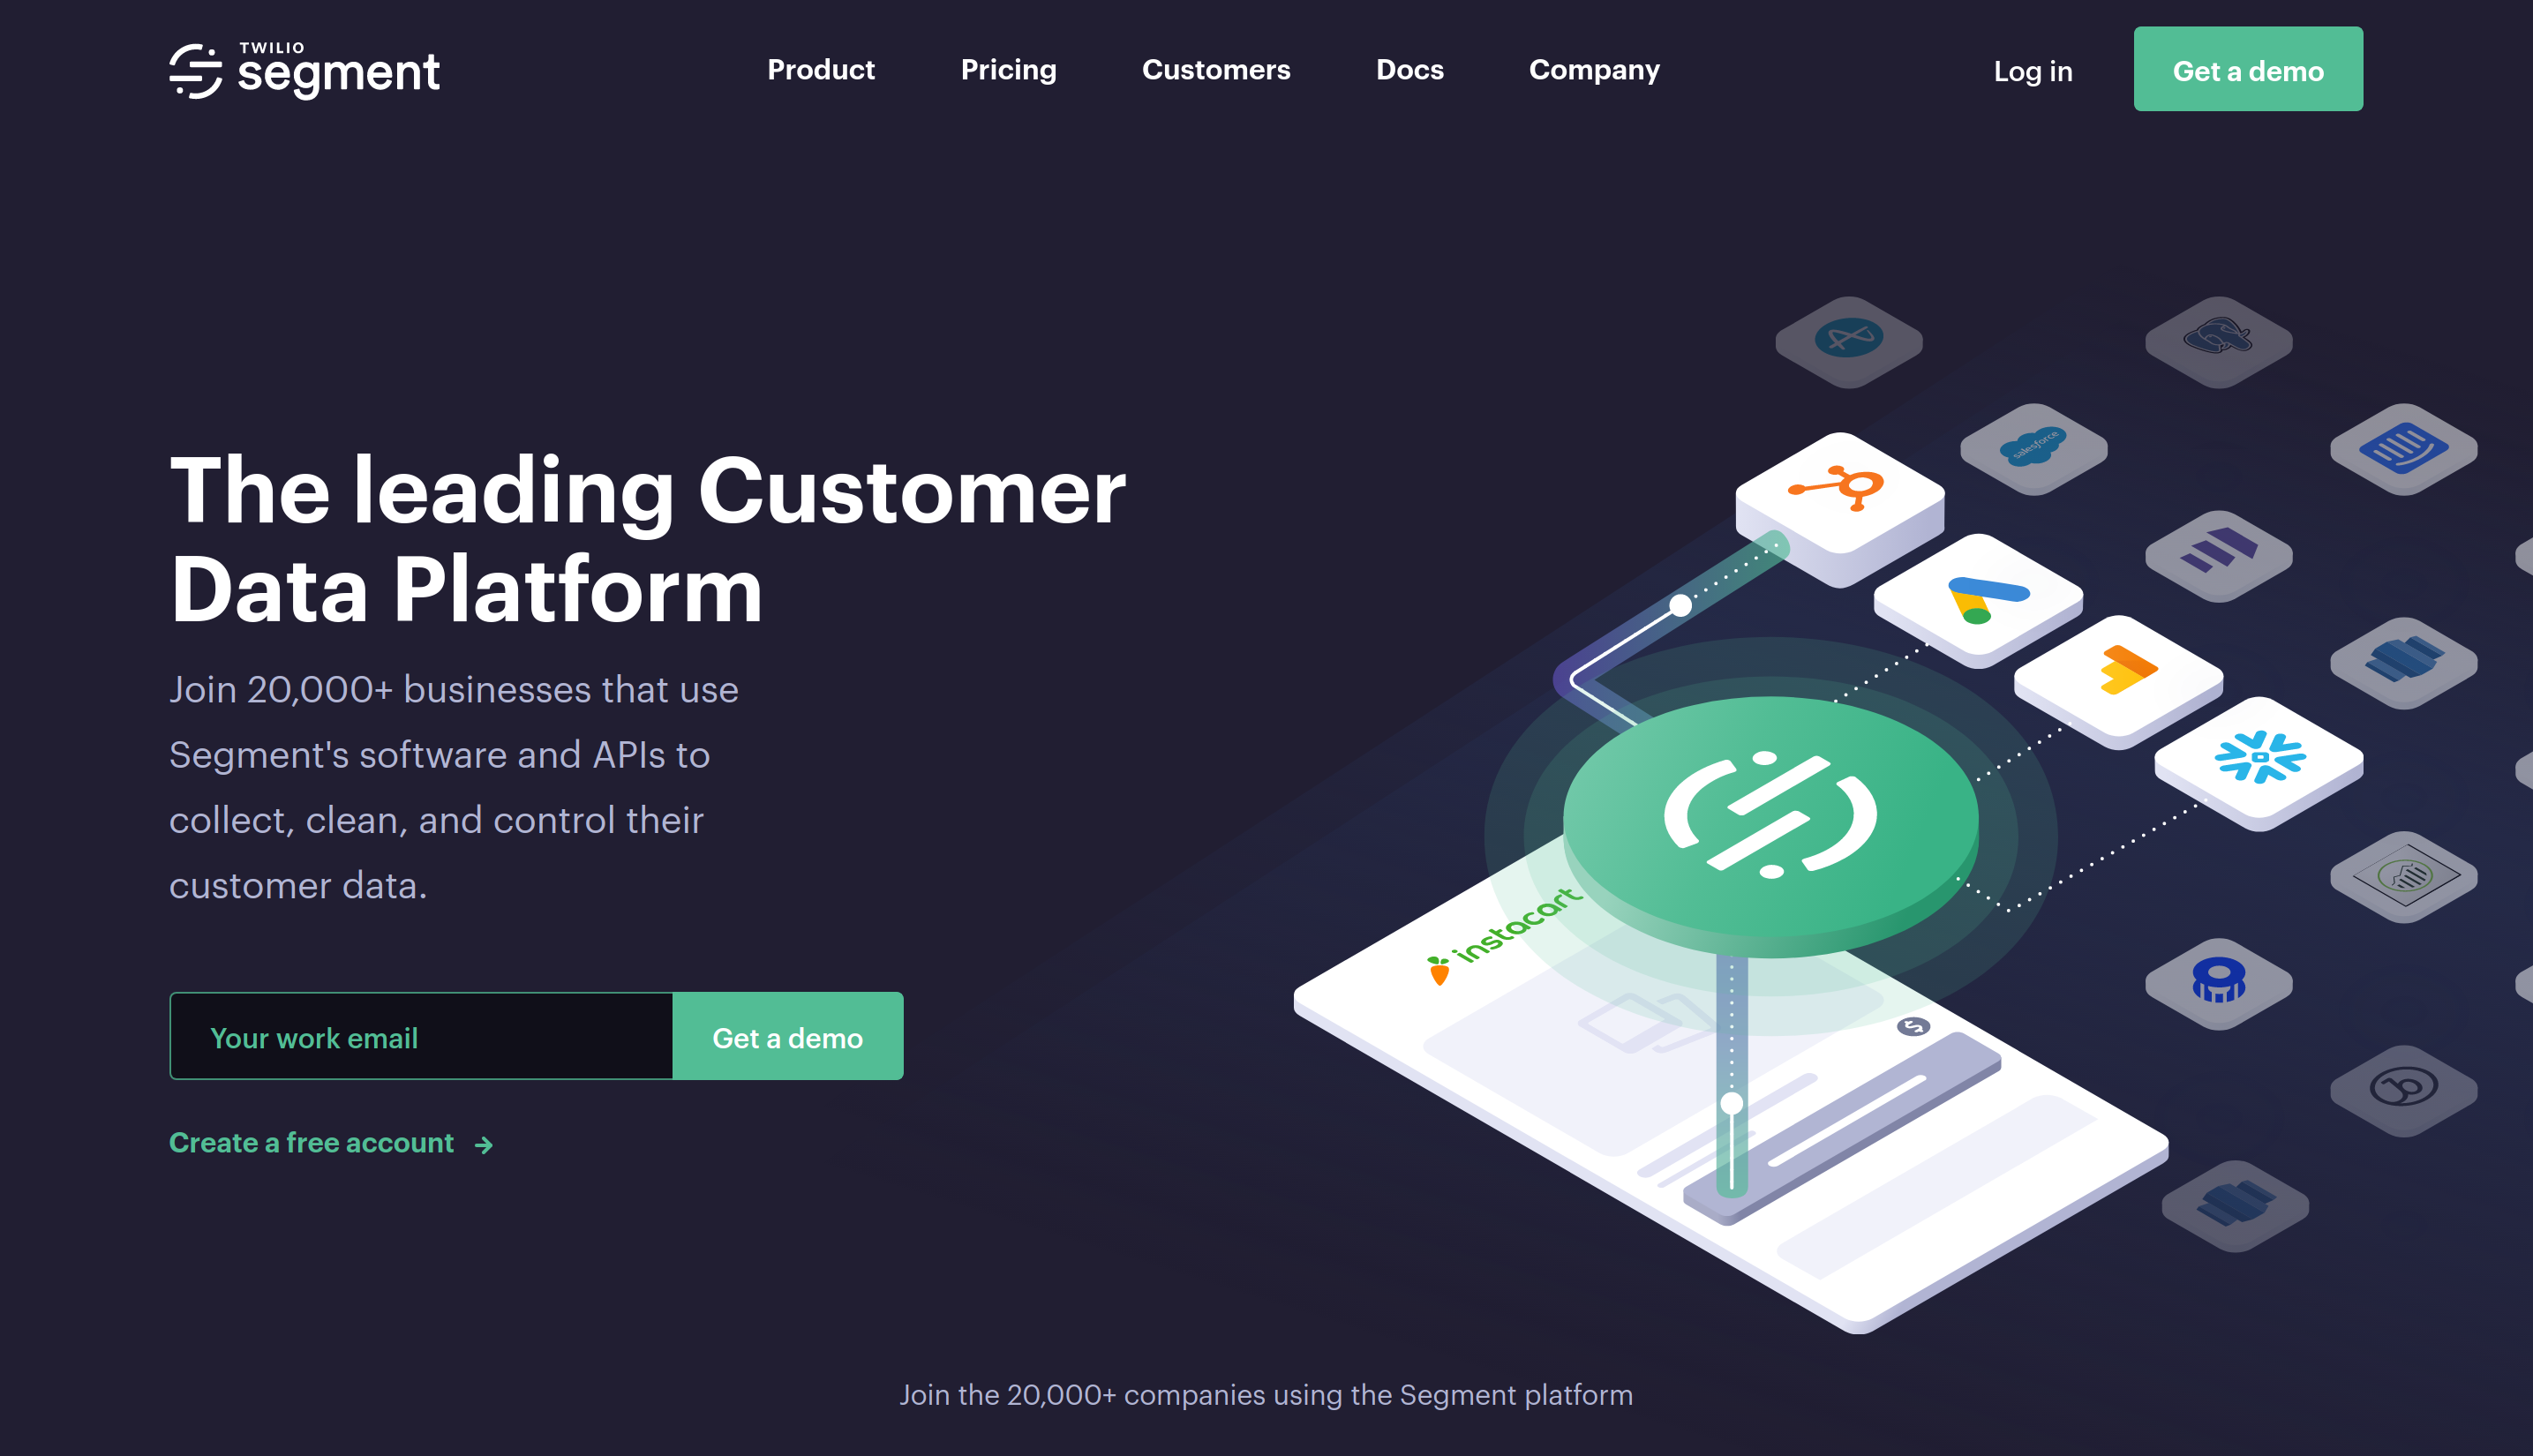 TWILIO
segment
Product
Pricing
Customers
Docs
Company
Log in
Get a demo
The leading Customer
Data Platform
Join 20,000+ businesses that use
Segment's software and APIs to
collect, clean, and control their
customer data.
Your work email
Get a demo
Create a free account
salesforce
instacart
$
Join the 20,000+ companies using the Segment platform